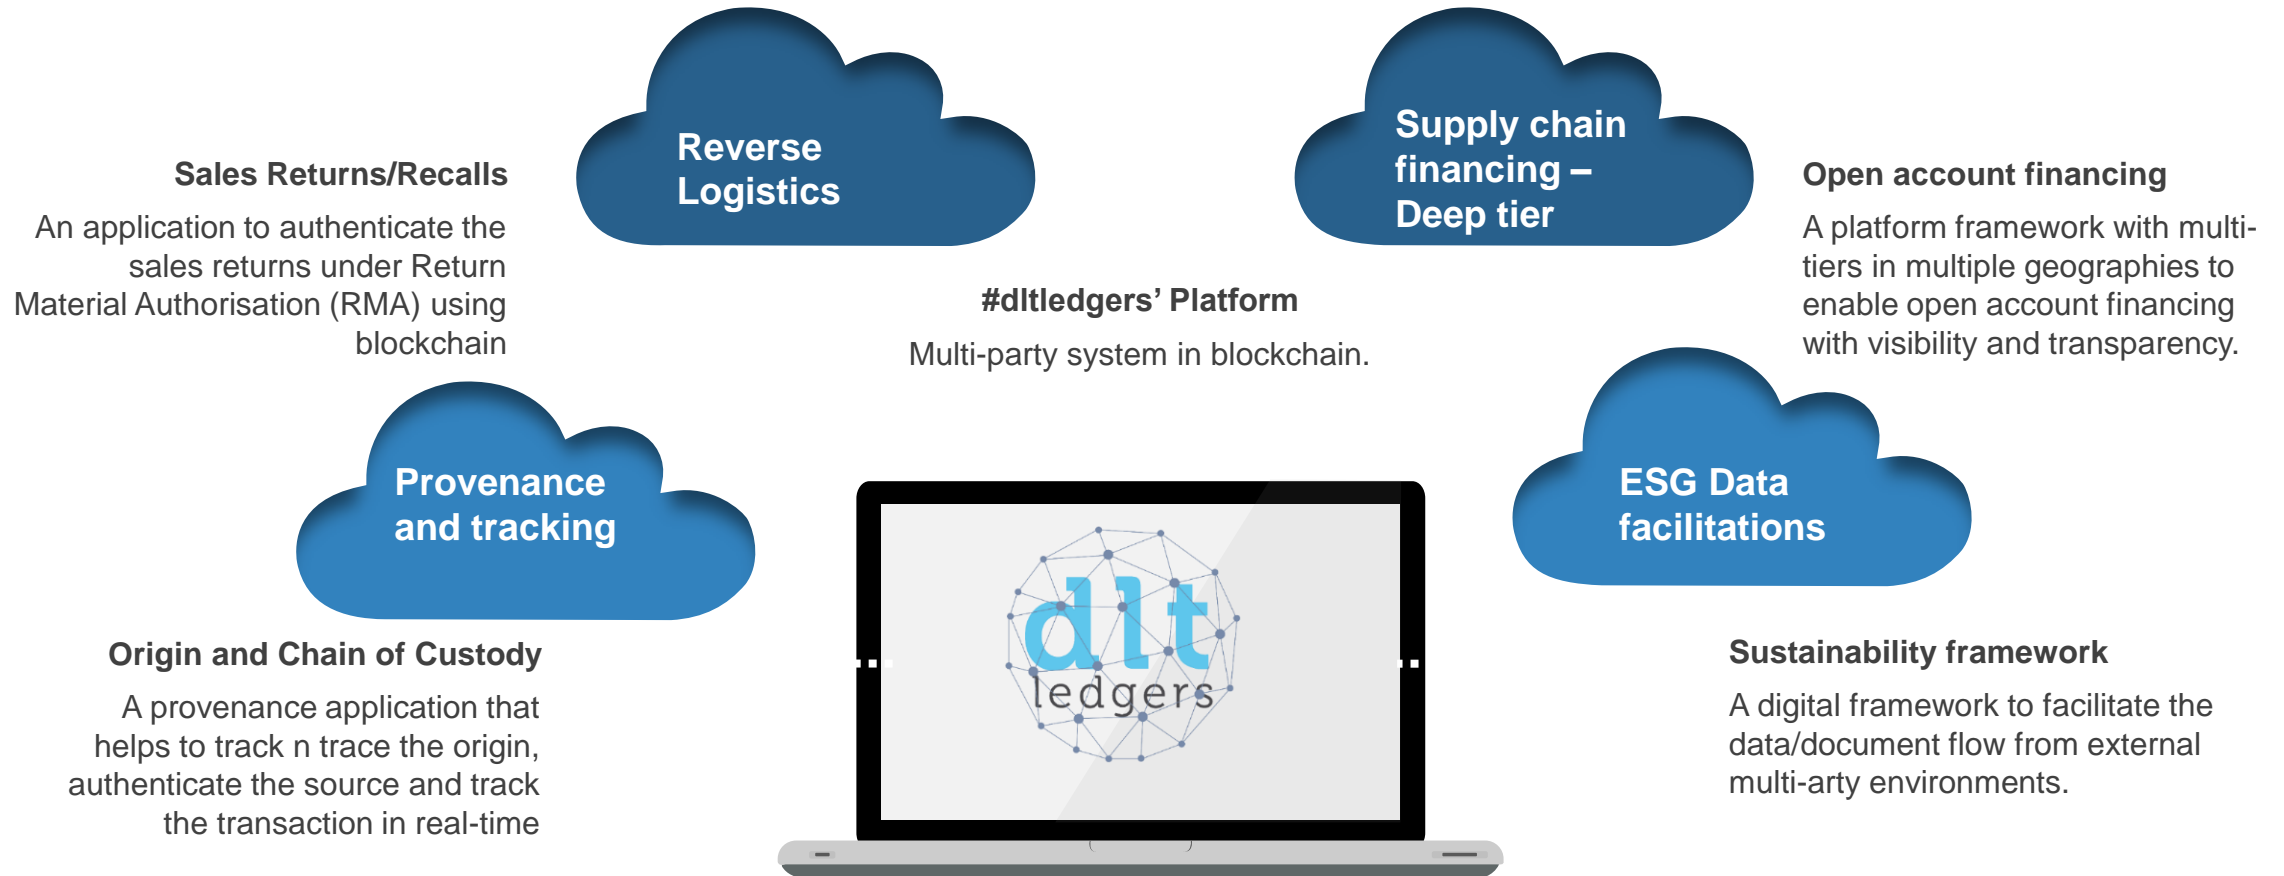 Reverse
Logistics
Sales Returns/Recalls
An application to authenticate the
sales returns under Return
Material Authorisation (RMA) using
blockchain
Supply chain
financing –
Deep tier
Open account financing
A platform framework with multi-
tiers in multiple geographies to
enable open account financing
with visibility and transparency.
#dltledgers’ Platform
Multi-party system in blockchain.
Provenance
and tracking
Origin and Chain of Custody
A provenance application that
helps to track n trace the origin,
authenticate the source and track
the transaction in real-time
dlt
ledgers
ESG Data
facilitations
Sustainability framework
A digital framework to facilitate the
data/document flow from external
multi-arty environments.